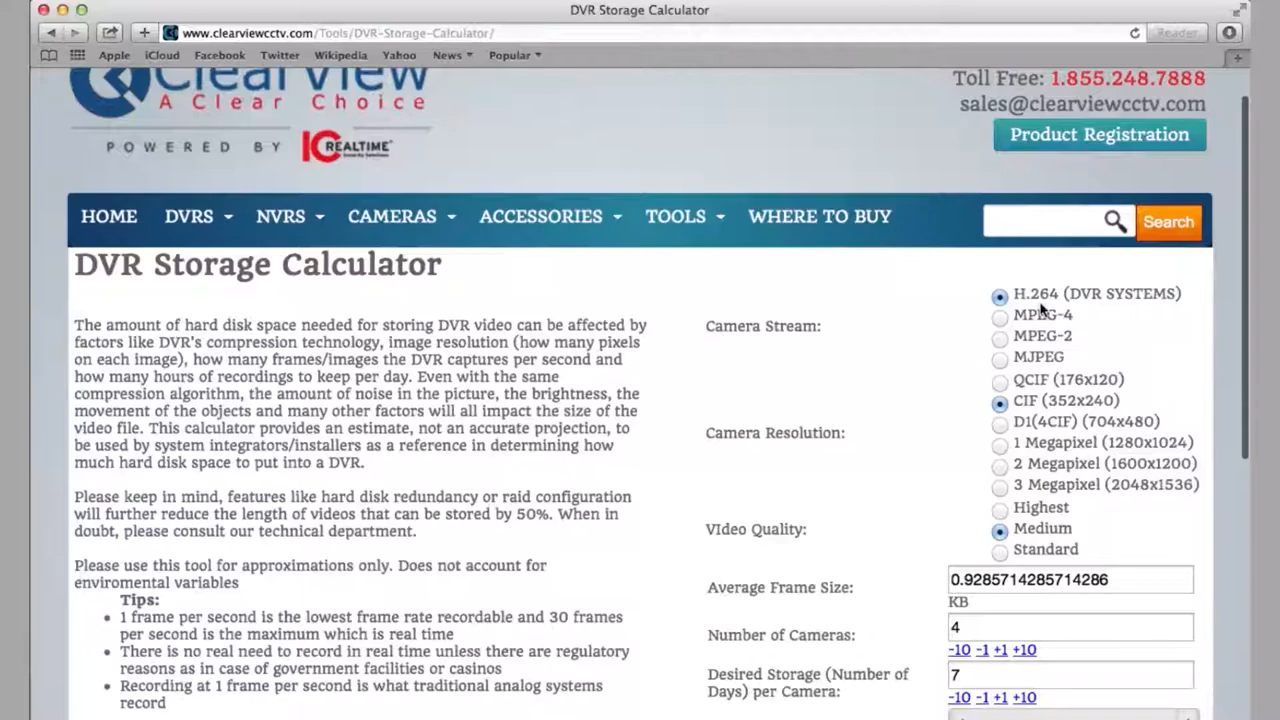 DVR Storage Calculator
www.clearviewcctv.com/Tools/DVR-Storage-Calculator/
Reader
Apple iCloud Facebook Twitter Wikipedia Yahoo News Popular
ClearView
A Clear Choice
POWERED BY IC REALTIME
Toll Free: 1.855.248.7888
sales@clearviewcctv.com
Product Registration
HOME DVRS NVRS CAMERAS ACCESSORIES TOOLS WHERE TO BUY
Search
DVR Storage Calculator
The amount of hard disk space needed for storing DVR video can be affected by
factors like DVR's compression technology, image resolution (how many pixels
on each image), how many frames/images the DVR captures per second and
how many hours of recordings to keep per day. Even with the same
compression algorithm, the amount of noise in the picture, the brightness, the
movement of the objects and many other factors will all impact the size of the
video file. This calculator provides an estimate, not an accurate projection, to
be used by system integrators/installers as a reference in determining how
much hard disk space to put into a DVR.
Please keep in mind, features like hard disk redundancy or raid configuration
will further reduce the length of videos that can be stored by 50%. When in
doubt, please consult our technical department.
Please use this tool for approximations only. Does not account for
enviromental variables
Tips:
• 1 frame per second is the lowest frame rate recordable and 30 frames
per second is the maximum which is real time
• There is no real need to record in real time unless there are regulatory
reasons as in case of government facilities or casinos
• Recording at 1 frame per second is what traditional analog systems
record
Camera Stream:
H.264 (DVR SYSTEMS)
MPEG-4
MPEG-2
MJPEG
Camera Resolution:
QCIF (176x120)
CIF (352x240)
D1(4CIF) (704x480)
1 Megapixel (1280x1024)
2 Megapixel (1600x1200)
3 Megapixel (2048x1536)
VIdeo Quality:
Highest
Medium
Standard
Average Frame Size:
0.9285714285714286
KB
Number of Cameras:
4
-10 -1 +1 +10
Desired Storage (Number of
Days) per Camera:
7
-10 -1 +1 +10